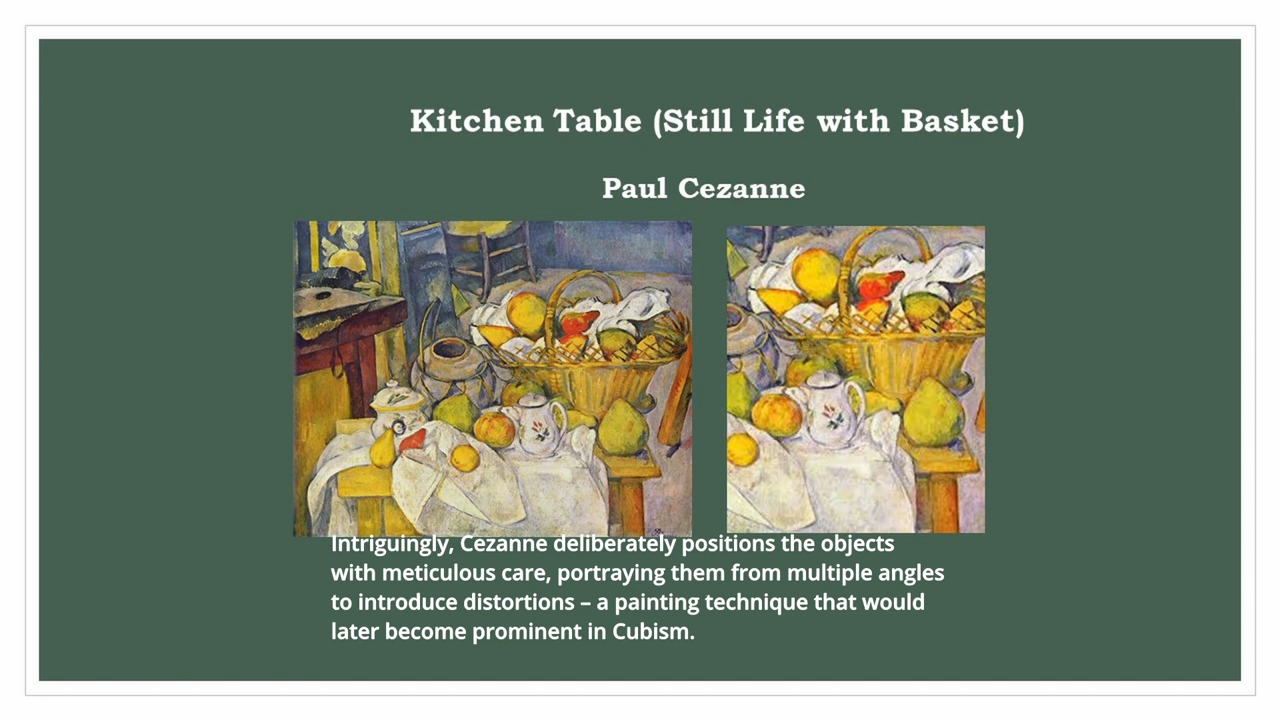 Kitchen Table (Still Life with Basket)
Paul Cezanne
Intriguingly, Cezanne deliberately positions the objects
with meticulous care, portraying them from multiple angles
to introduce distortions – a painting technique that would
later become prominent in Cubism.